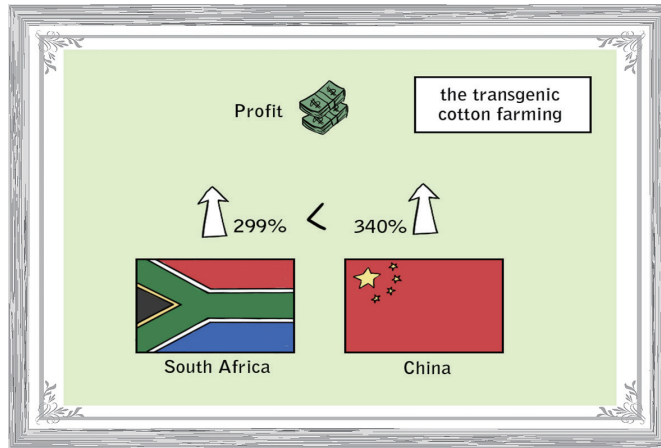 Profit
the transgenic
cotton farming
299% < 340%
South Africa
China